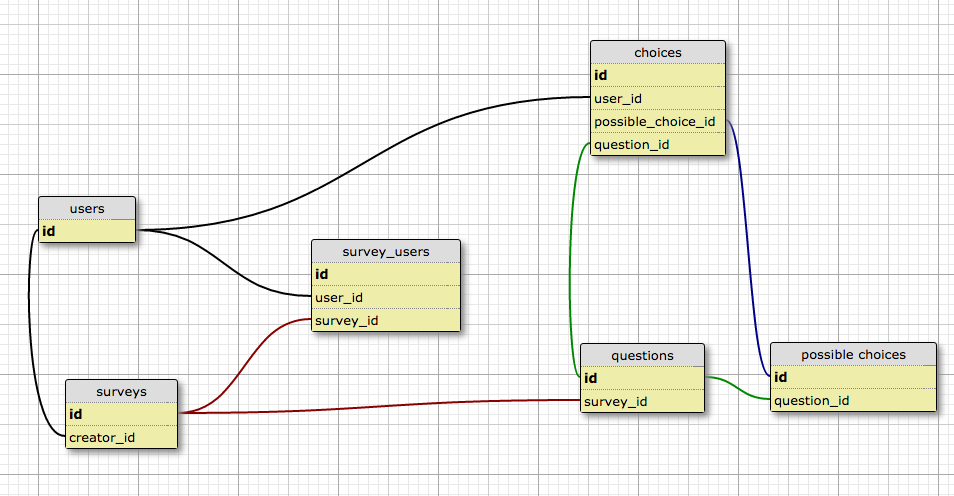 choices
id
user_id
possible_choice_id
question_id
users
id
survey_users
id
user_id
survey_id
surveys
id
creator_id
questions
id
survey_id
possible choices
id
question_id